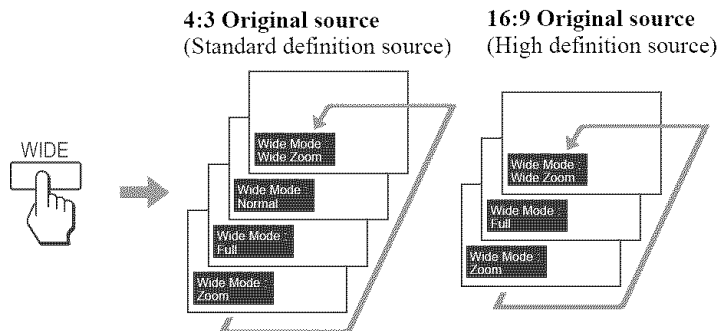 4:3 Original source
(Standard definition source)
16:9 Original source
(High definition source)
WIDE
Wide Mode
Wide Zoom
Wide Mode
Normal
Wide Mode
Full
Wide Mode
Zoom
Wide Mode
Wide Zoom
Wide Mode
Full
Wide Mode
Zoom